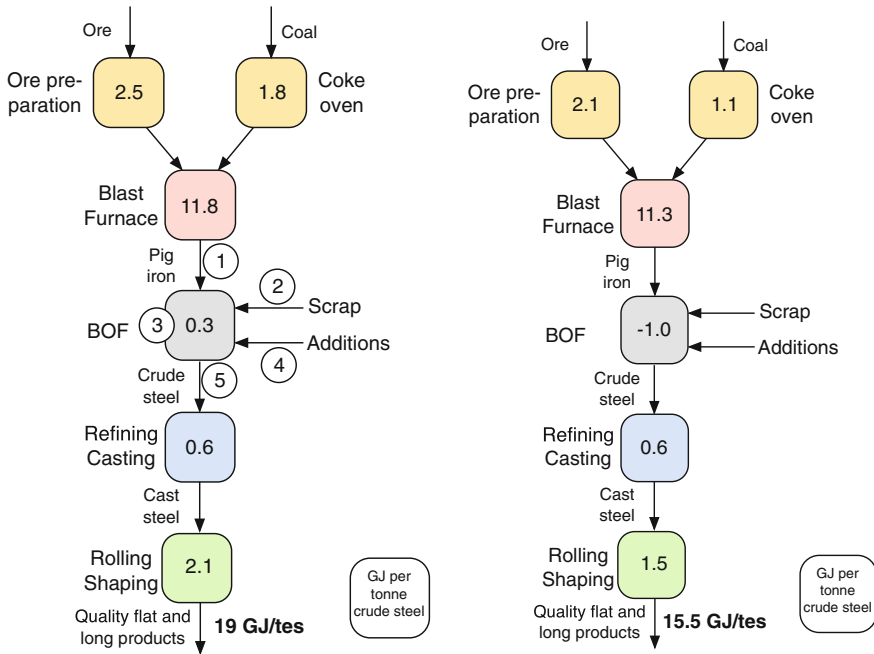 Ore
Coal
Ore pre-
paration
2.5
1.8
Coke
oven
Blast
Furnace
11.8
Pig
iron
1
2
Scrap
BOF
3
0.3
Additions
4
Crude
steel
5
Refining
Casting
0.6
Cast
steel
Rolling
Shaping
2.1
Quality flat and
long products
19 GJ/tes
GJ per
tonne
crude steel
Ore
Coal
Ore pre-
paration
2.1
1.1
Coke
oven
Blast
Furnace
11.3
Pig
iron
Scrap
BOF
-1.0
Additions
Crude
steel
Refining
Casting
0.6
Cast
steel
Rolling
Shaping
1.5
Quality flat and
long products
15.5 GJ/tes
GJ per
tonne
crude steel